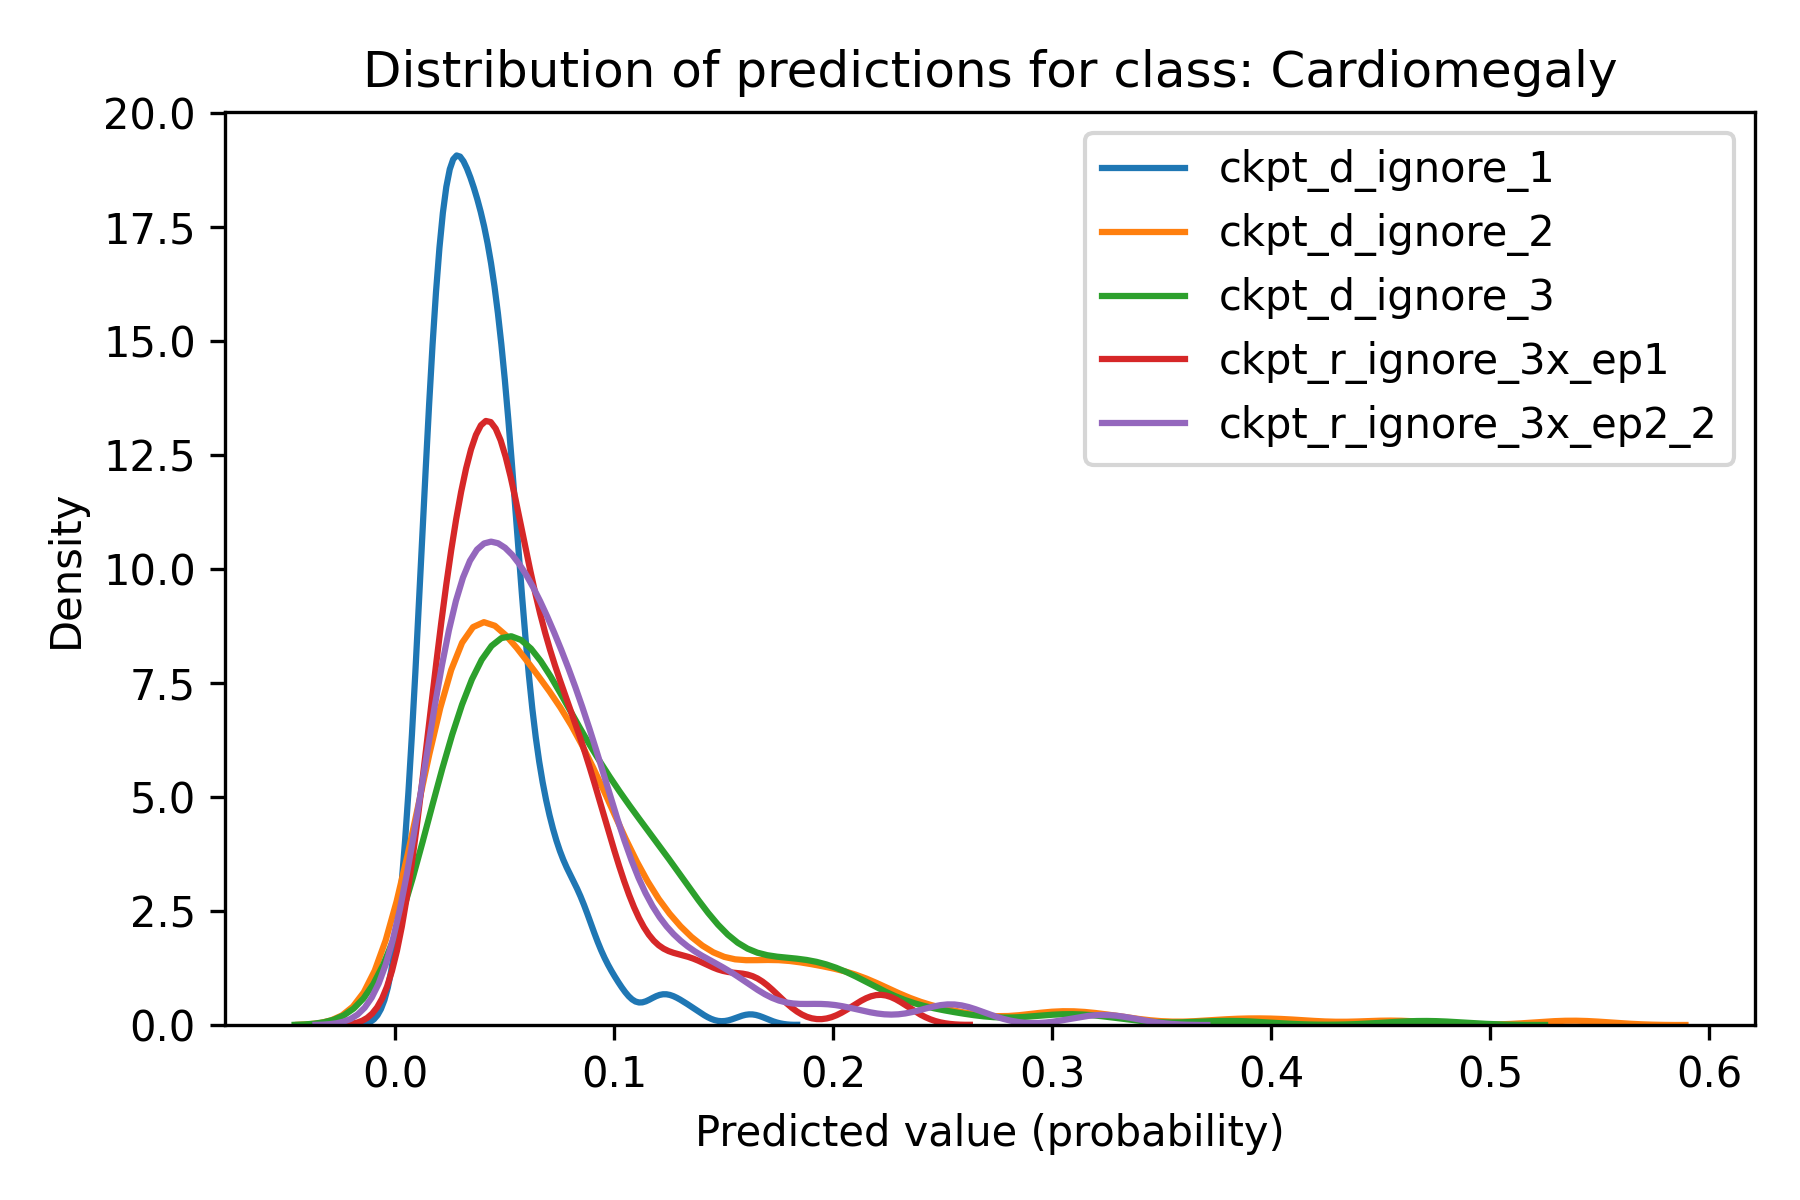 Distribution of predictions for class: Cardiomegaly
20.0
17.5
15.0
12.5
10.0
7.5
5.0
2.5
0.0
Density
ckpt_d_ignore_1
ckpt_d_ignore_2
ckpt_d_ignore_3
ckpt_r_ignore_3x_ep1
ckpt_r_ignore_3x_ep2_2
0.0 0.1 0.2 0.3 0.4 0.5 0.6
Predicted value (probability)